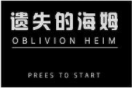 遗失的海姆
OBLIVION HEIM
PREES TO START